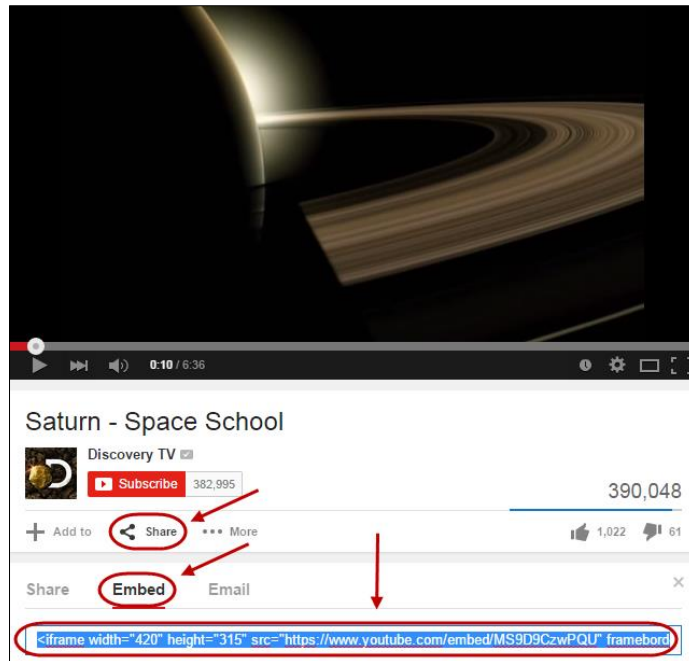 0:10 / 6:36
Saturn - Space School
Discovery TV
Subscribe 382,995
390,048
Add to Share More
1,022 61
Share Embed Email
<iframe width="420" height="315" src="https://www.youtube.com/embed/MS9D9CzwPQU" framebord